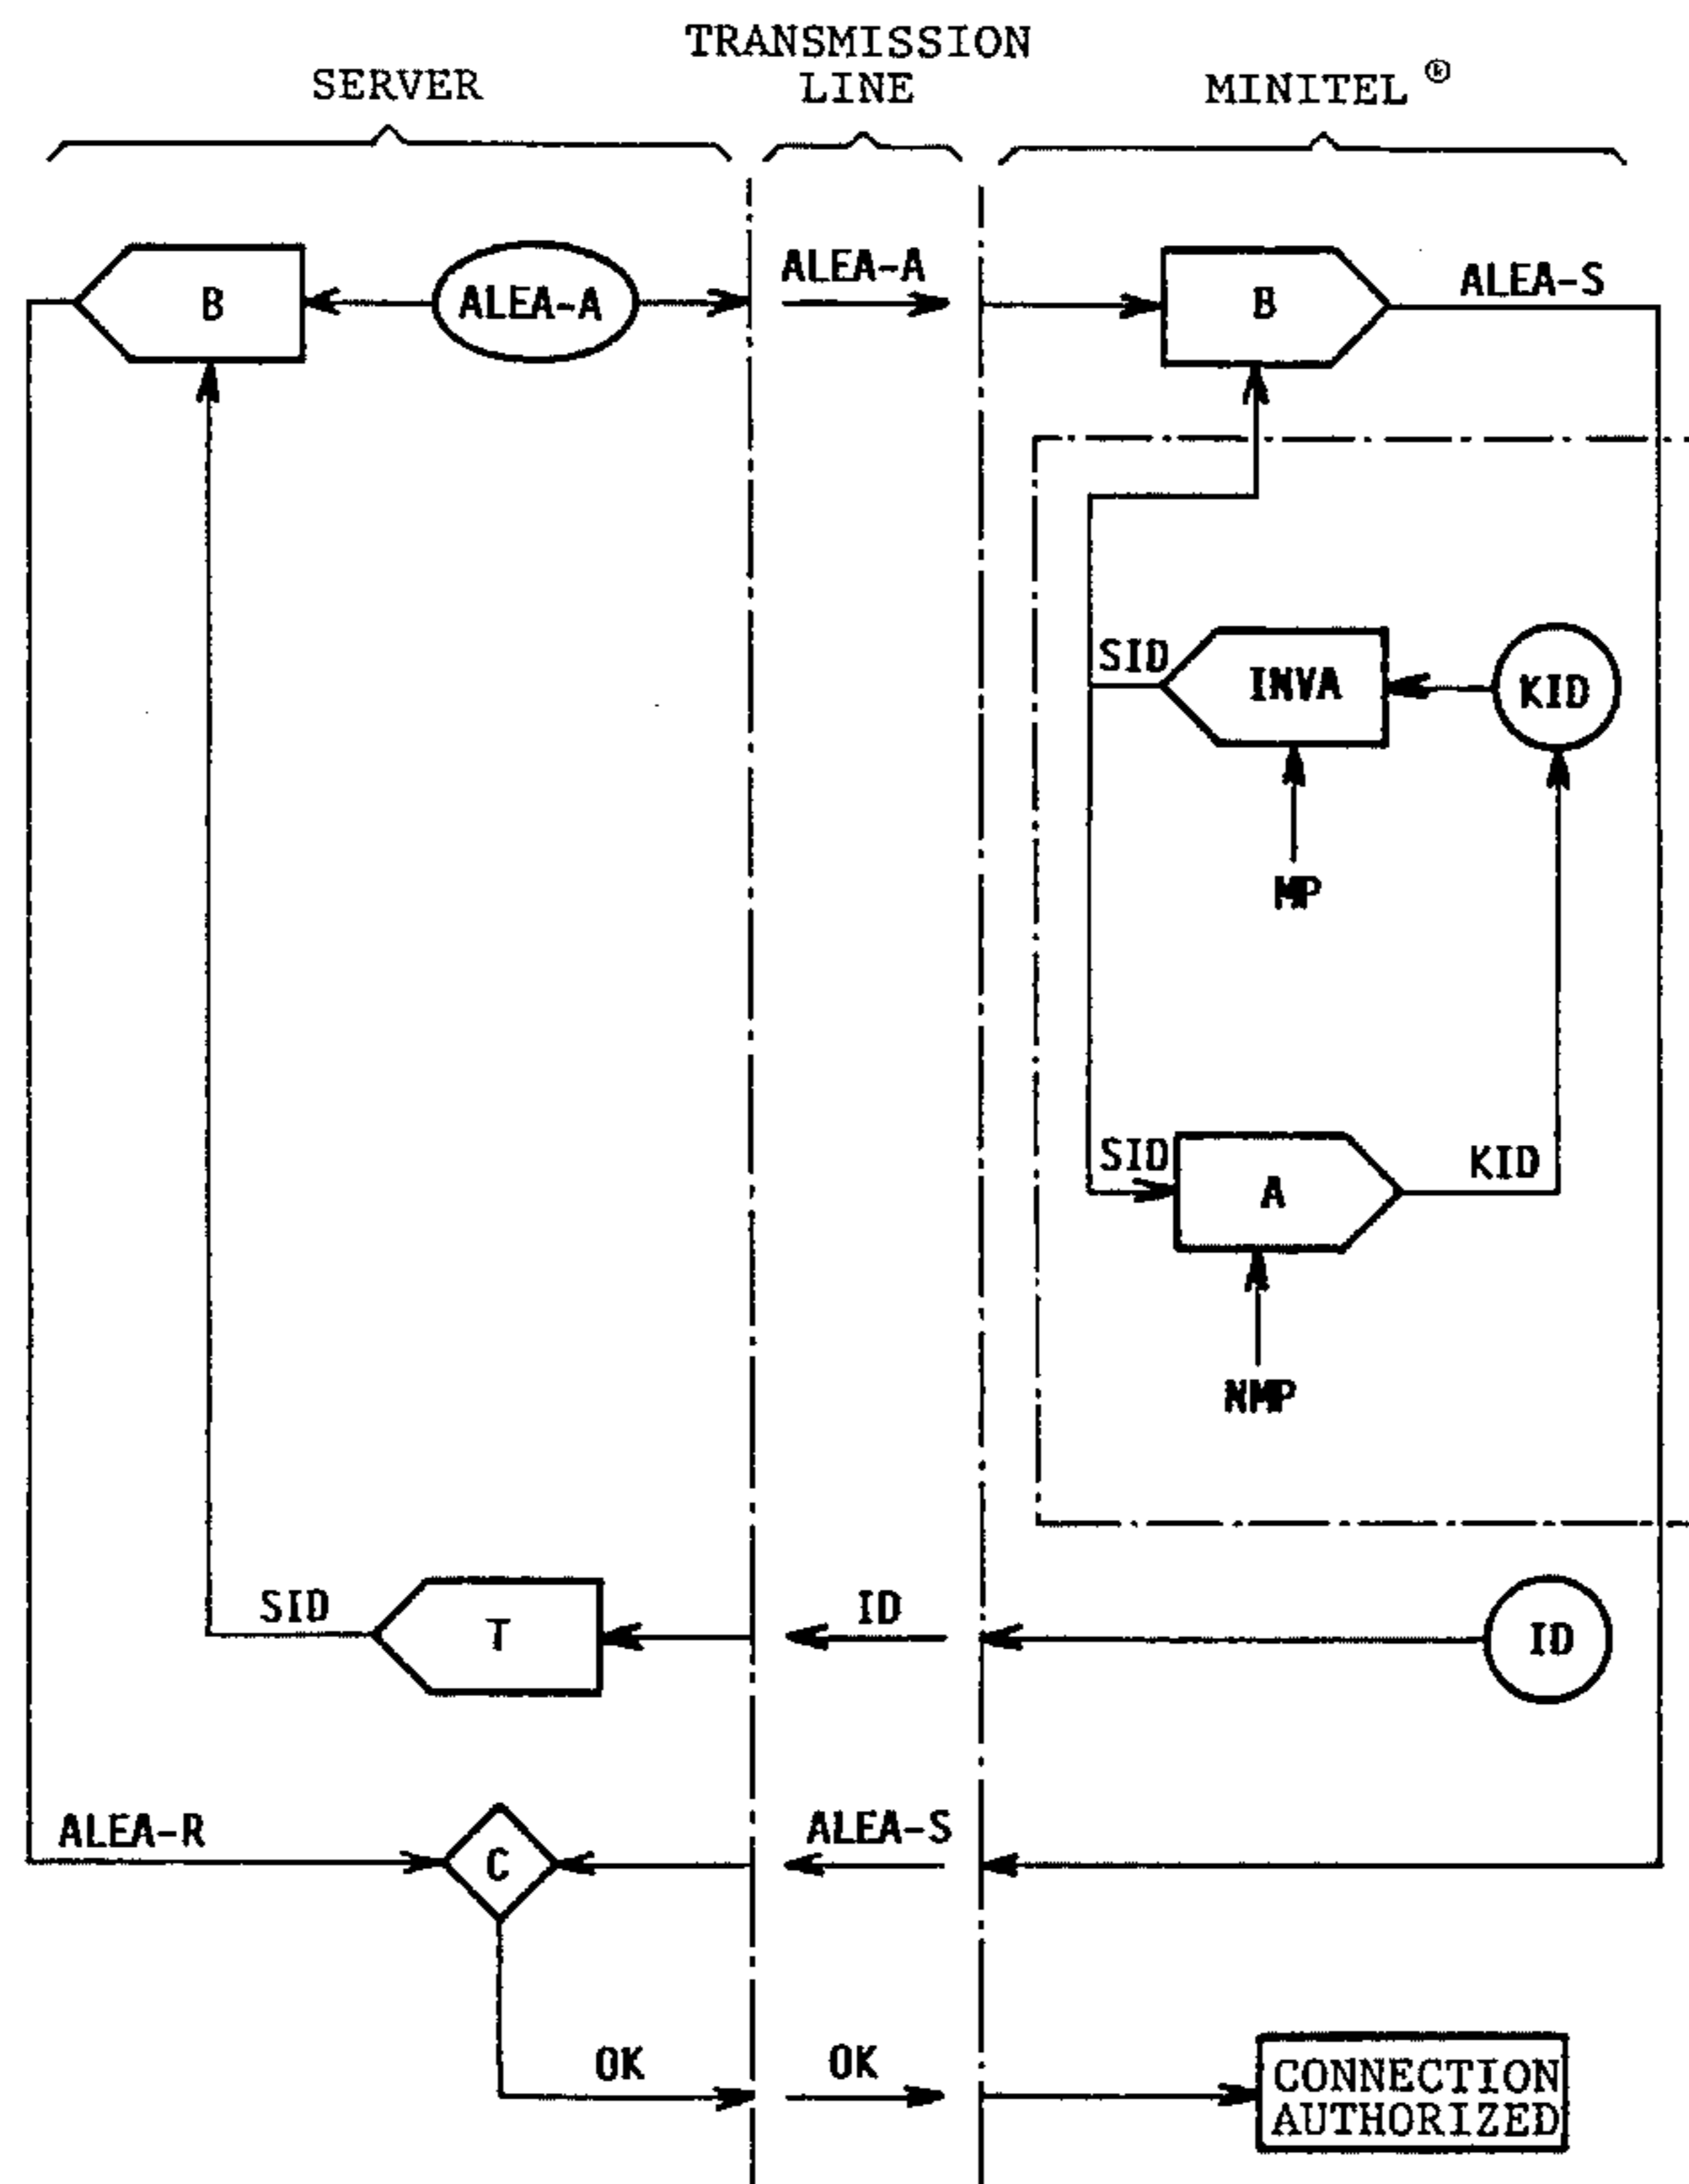 TRANSMISSION
LINE
SERVER
MINITEL ®
B
ALEA-A
ALEA-A
B
ALEA-S
SID
INVA
KID
MP
SID
A
KID
NMP
SID
T
ID
ID
ALEA-R
C
ALEA-S
OK
OK
CONNECTION
AUTHORIZED